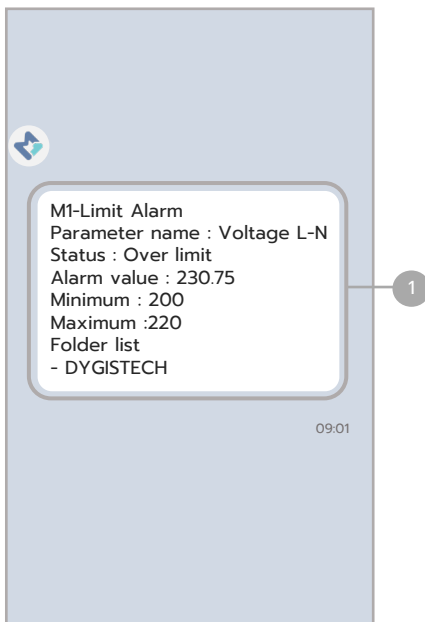 M1-Limit Alarm
Parameter name : Voltage L-N
Status : Over limit
Alarm value : 230.75
Minimum : 200
Maximum :220
Folder list
- DYGISTECH
1
09:01